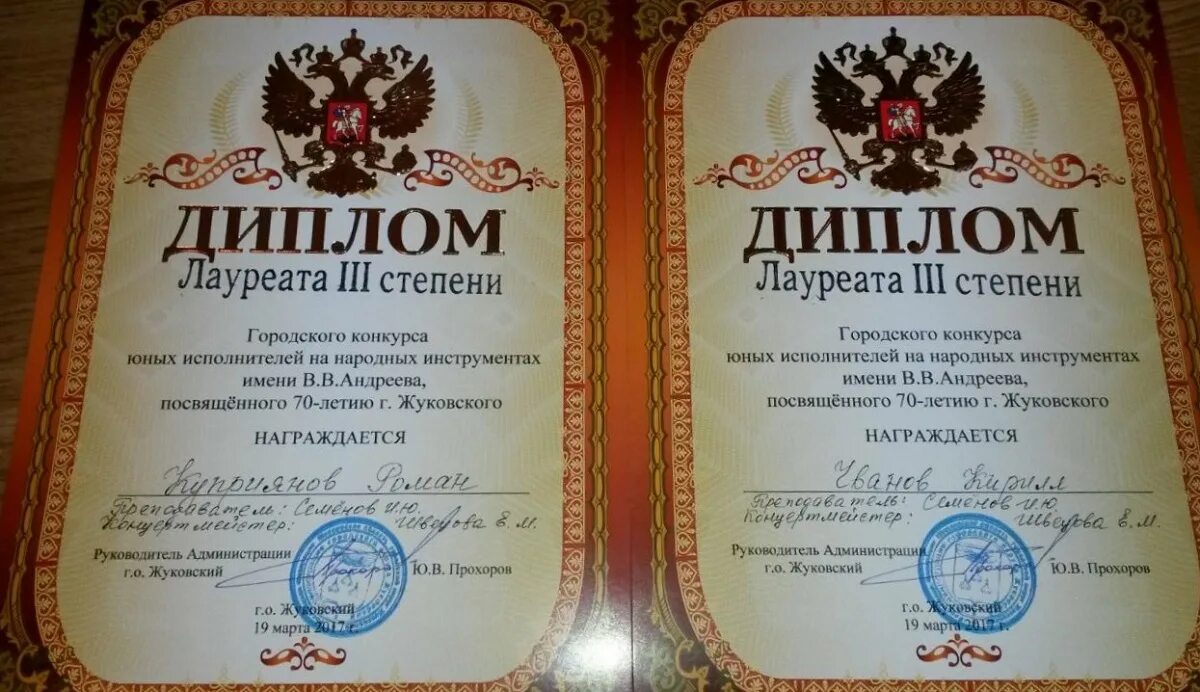 ДИПЛОМ
Лауреата III степени
Городского конкурса
юных исполнителей на народных инструментах
имени В.В.Андреева,
посвящённого 70-летию г. Жуковского
НАГРАЖДАЕТСЯ
Куприянов Роман
Преподаватель: Семёнов И.Ю.
Концертмейстер: Швецова Е.М.
Руководитель Администрации
г.о. Жуковский
Ю.В. Прохоров
г.о. Жуковский
19 марта 2017 г.
ДИПЛОМ
Лауреата III степени
Городского конкурса
юных исполнителей на народных инструментах
имени В.В.Андреева,
посвящённого 70-летию г. Жуковского
НАГРАЖДАЕТСЯ
Иванов Кирилл
Преподаватель: Семёнов И.Ю.
Концертмейстер: Швецова Е.М.
Руководитель Администрации
г.о. Жуковский
Ю.В. Прохоров
г.о. Жуковский
19 марта 2017 г.